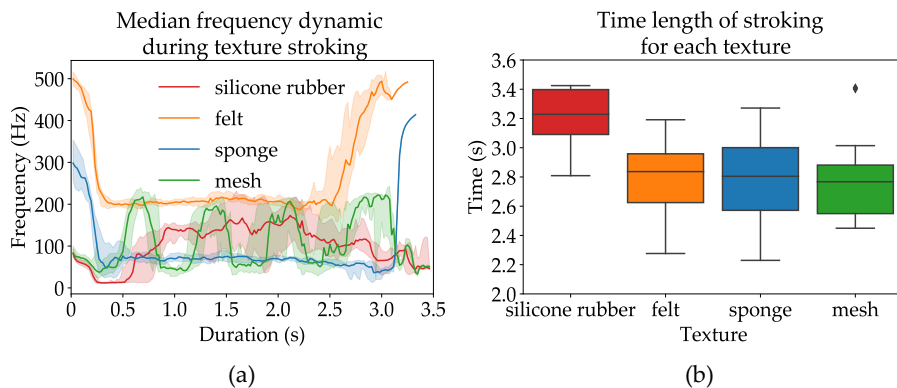 Median frequency dynamic
during texture stroking
500
400
300
200
100
0
Frequency (Hz)
silicone rubber
felt
sponge
mesh
0.0 0.5 1.0 1.5 2.0 2.5 3.0 3.5
Duration (s)
(a)
Time length of stroking
for each texture
3.6
3.4
3.2
3.0
2.8
2.6
2.4
2.2
2.0
Time (s)
silicone rubber felt sponge mesh
Texture
(b)